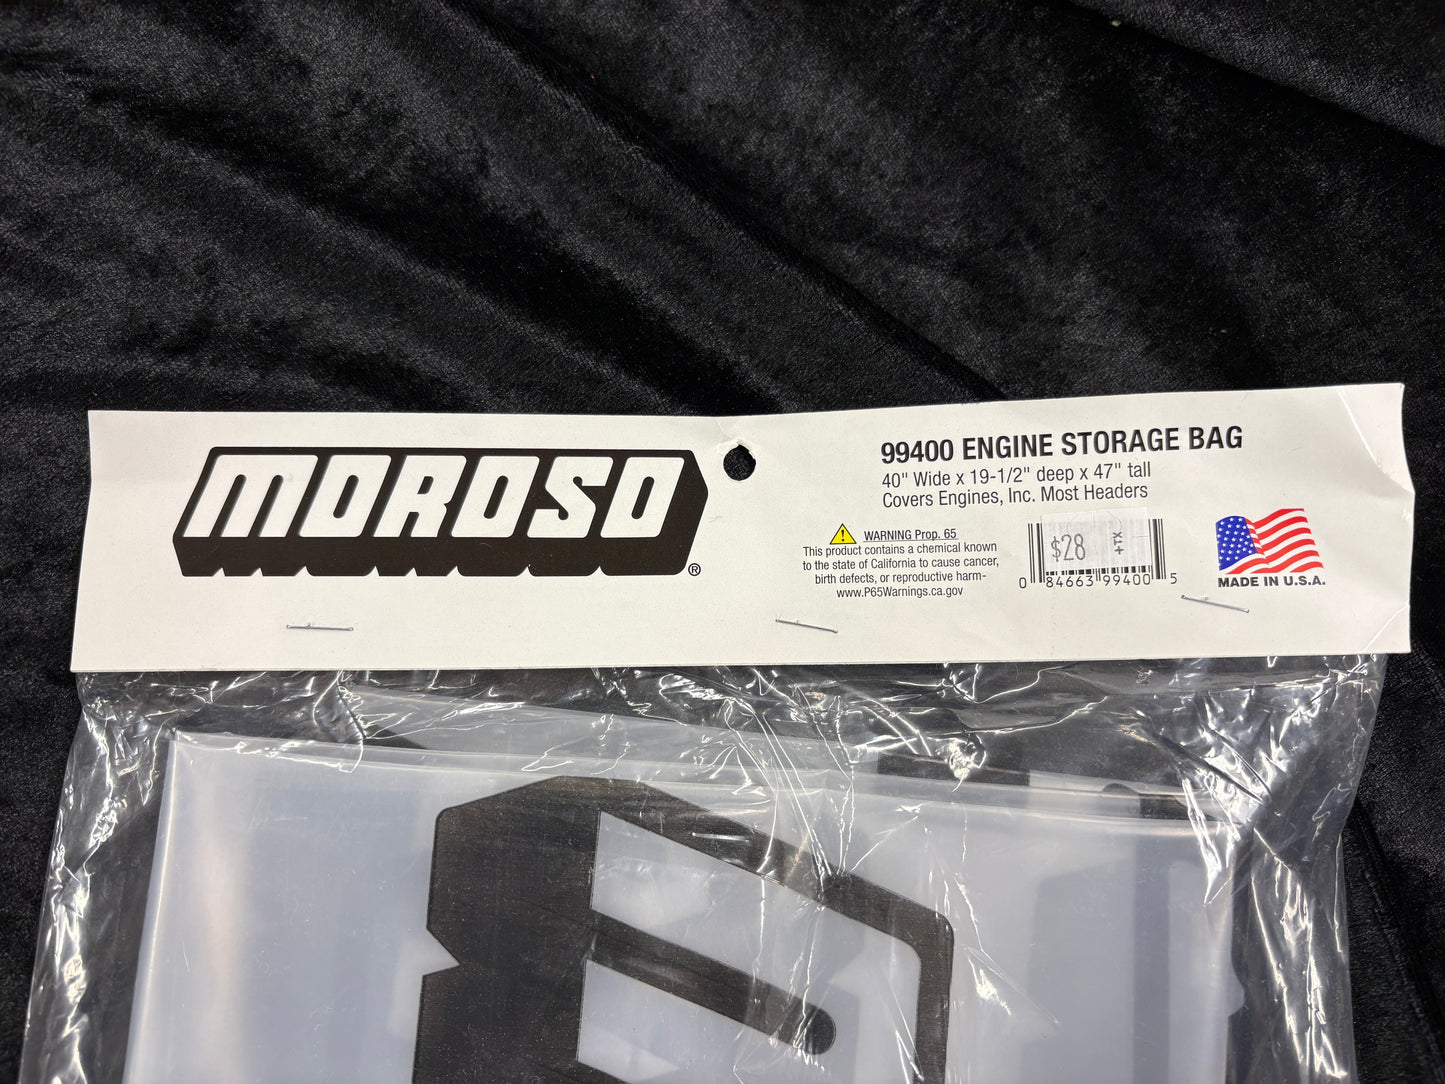 MOROSO®
99400 ENGINE STORAGE BAG
40" Wide x 19-1/2" deep x 47" tall
Covers Engines, Inc. Most Headers
WARNING Prop. 65
This product contains a chemical known
to the state of California to cause cancer,
birth defects, or reproductive harm-
www.P65Warnings.ca.gov
$28 +TX
0 84663 99400 5
MADE IN U.S.A.